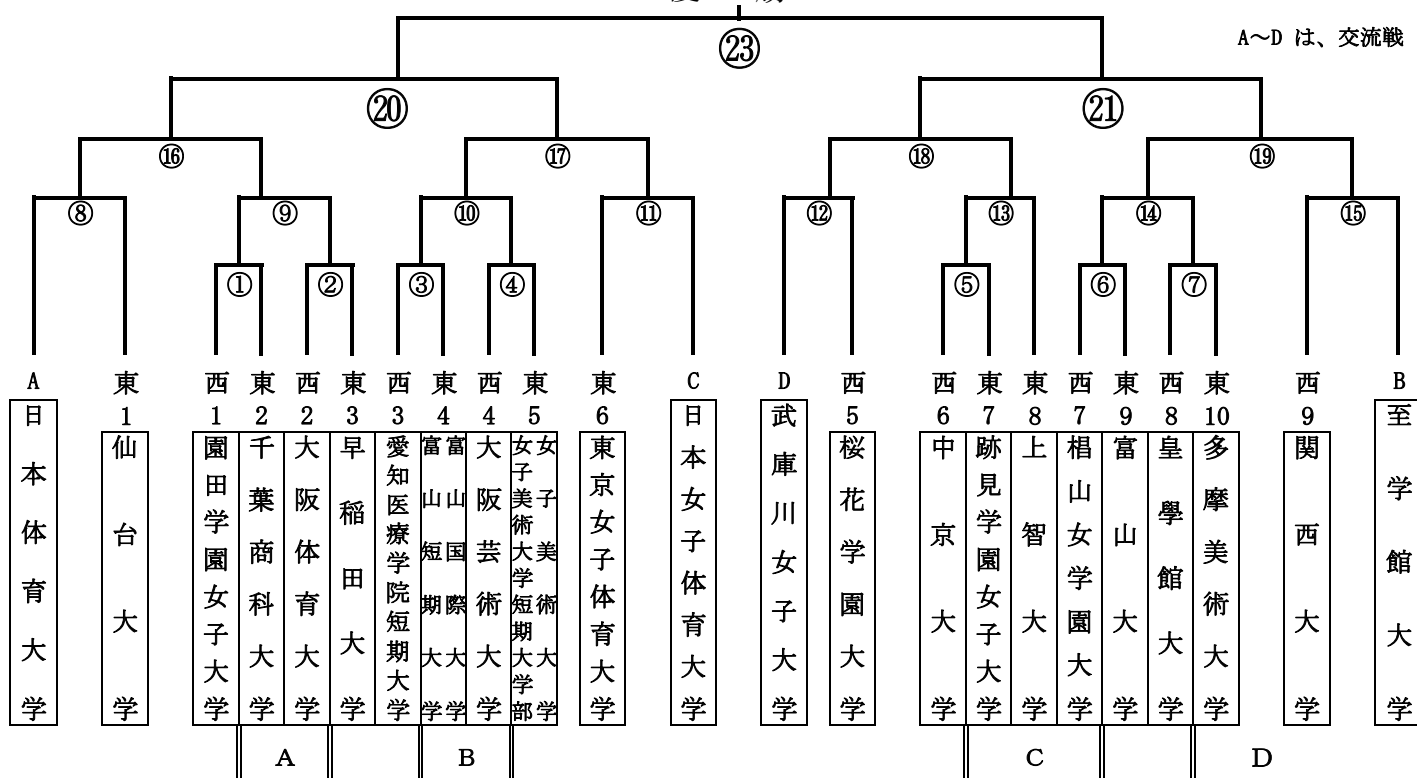 A～D は、交流戦
㉓
⑳
㉑
⑯
⑰
⑱
⑲
⑧
⑨
⑩
⑪
⑫
⑬
⑭
⑮
①
②
③
④
⑤
⑥
⑦
A
日本体育大学
東1
仙台大学
西1
園田学園女子大学
東2
千葉商科大学
西2
大阪体育大学
東3
早稲田大学
西3
愛知医療学院短期大学
東4
富山国際大学
富山短期大学
西4
大阪芸術大学
東5
女子美術大学
女子美術大学短期大学部
東6
東京女子体育大学
C
日本女子体育大学
D
武庫川女子大学
西5
桜花学園大学
西6
中京大学
東7
跡見学園女子大学
東8
上智大学
西7
椙山女学園大学
東9
富山大学
西8
皇學館大学
東10
多摩美術大学
西9
関西大学
B
至学館大学
A
B
C
D